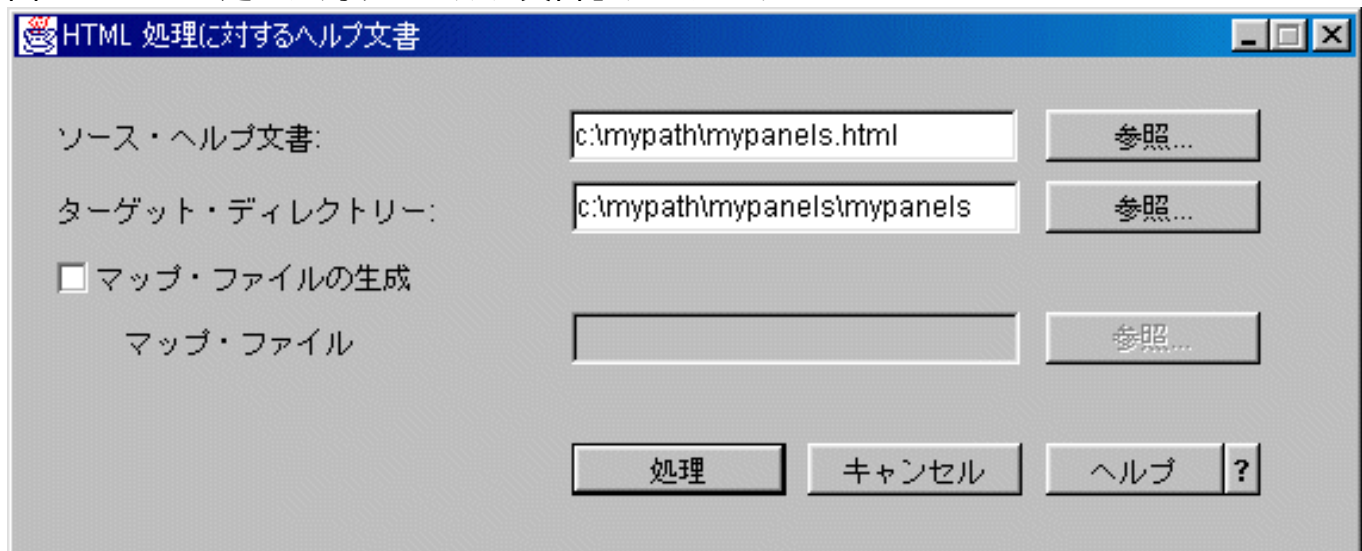 HTML 処理に対するヘルプ文書
ソース・ヘルプ文書: c:\mypath\mypanels.html 参照...
ターゲット・ディレクトリー: c:\mypath\mypanels\mypanels 参照...
マップ・ファイルの生成
マップ・ファイル 参照...
処理 キャンセル ヘルプ ?